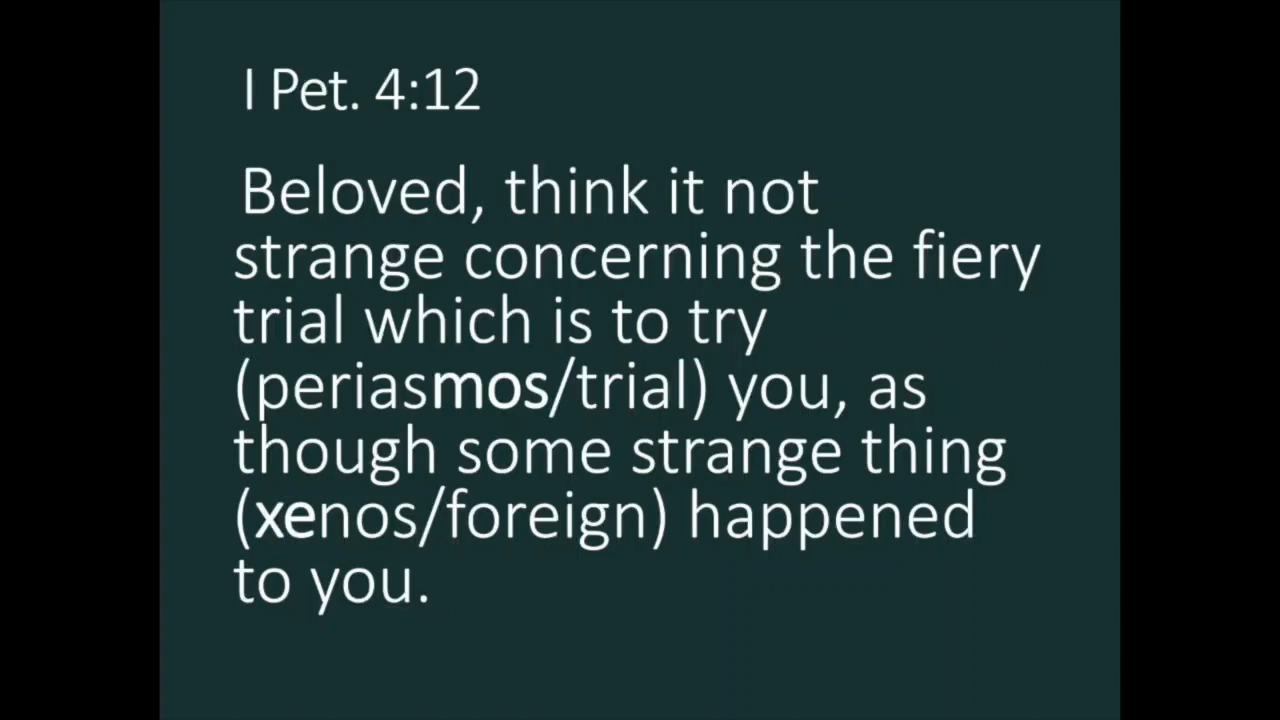 I Pet. 4:12
Beloved, think it not
strange concerning the fiery
trial which is to try
(periasmos/trial) you, as
though some strange thing
(xenos/foreign) happened
to you.